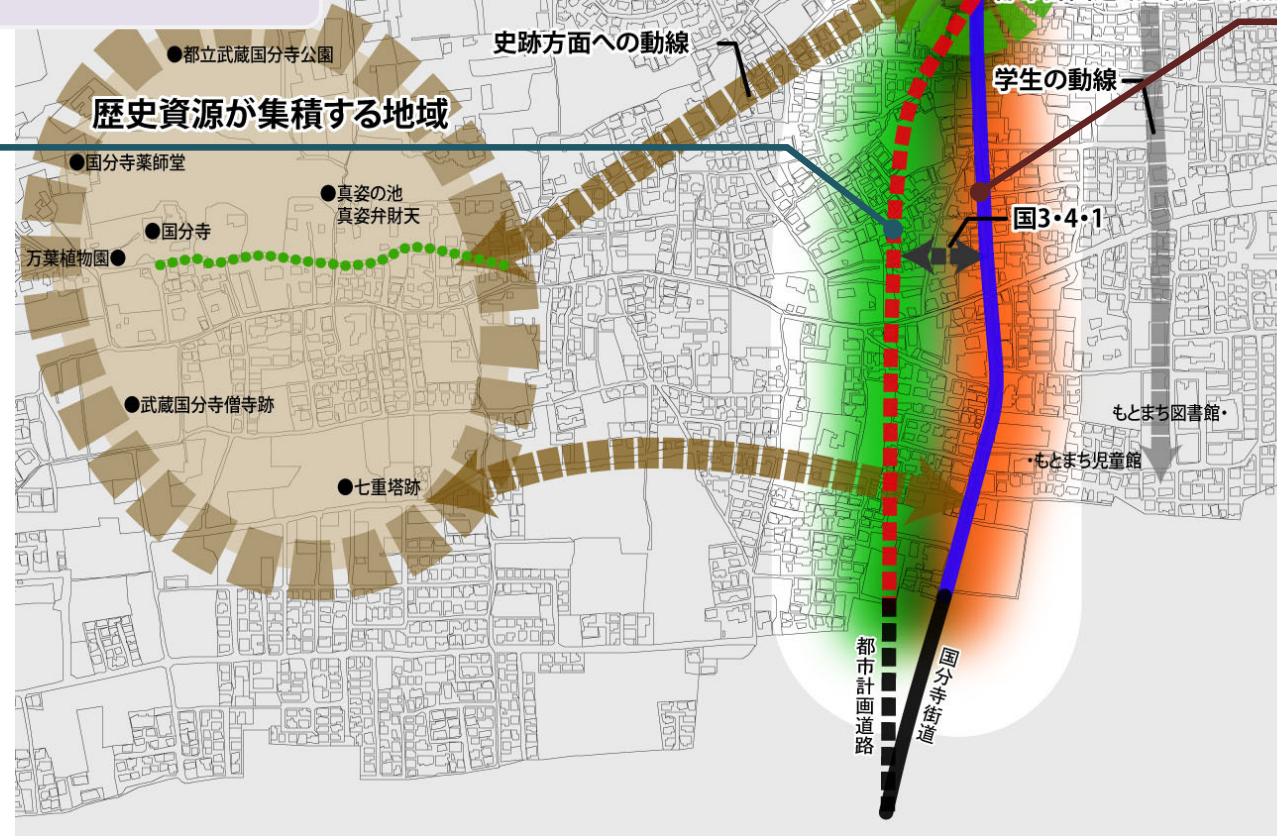 史跡方面への動線
●都立武蔵国分寺公園
学生の動線
歴史資源が集積する地域
●国分寺薬師堂
●真姿の池
真姿弁財天
国3・4・1
●国分寺
万葉植物園●
●武蔵国分寺僧寺跡
もとまち図書館・
・もとまち児童館
●七重塔跡
都市計画道路
国分寺街道